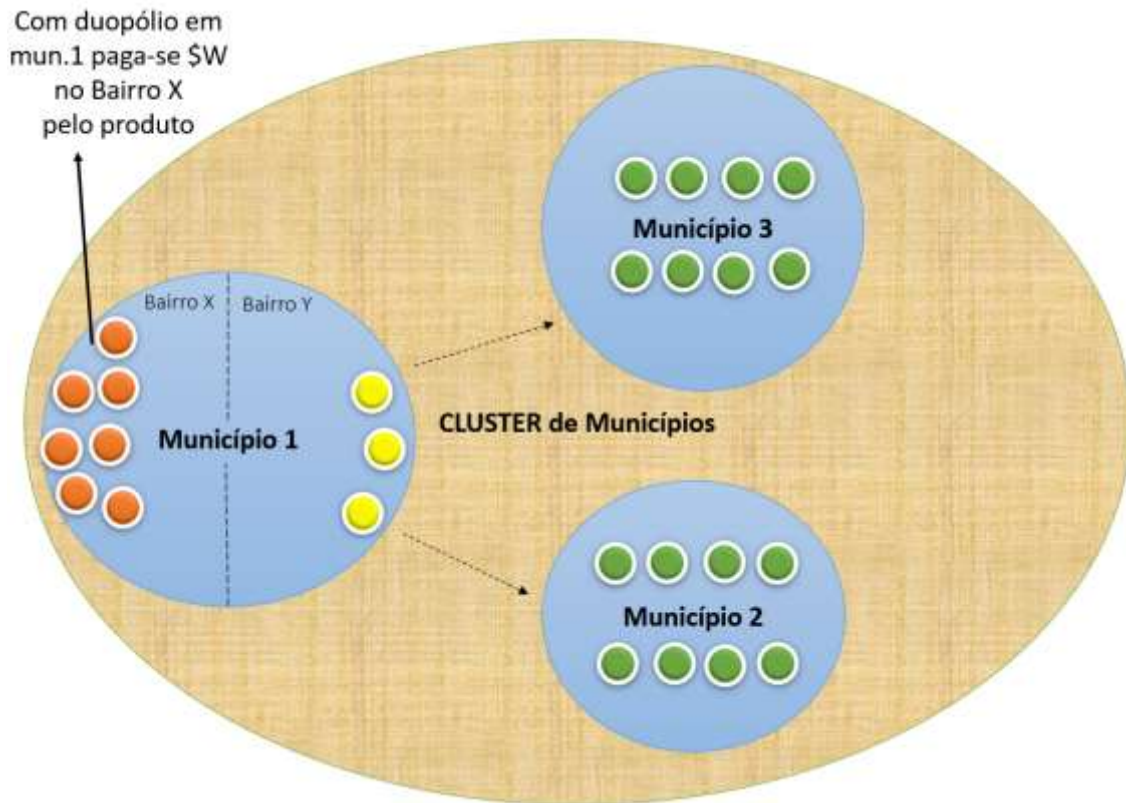 Com duopólio em
mun.1 paga-se $W
no Bairro X
pelo produto
Município 3
Bairro X
Bairro Y
CLUSTER de Municípios
Município 1
Município 2